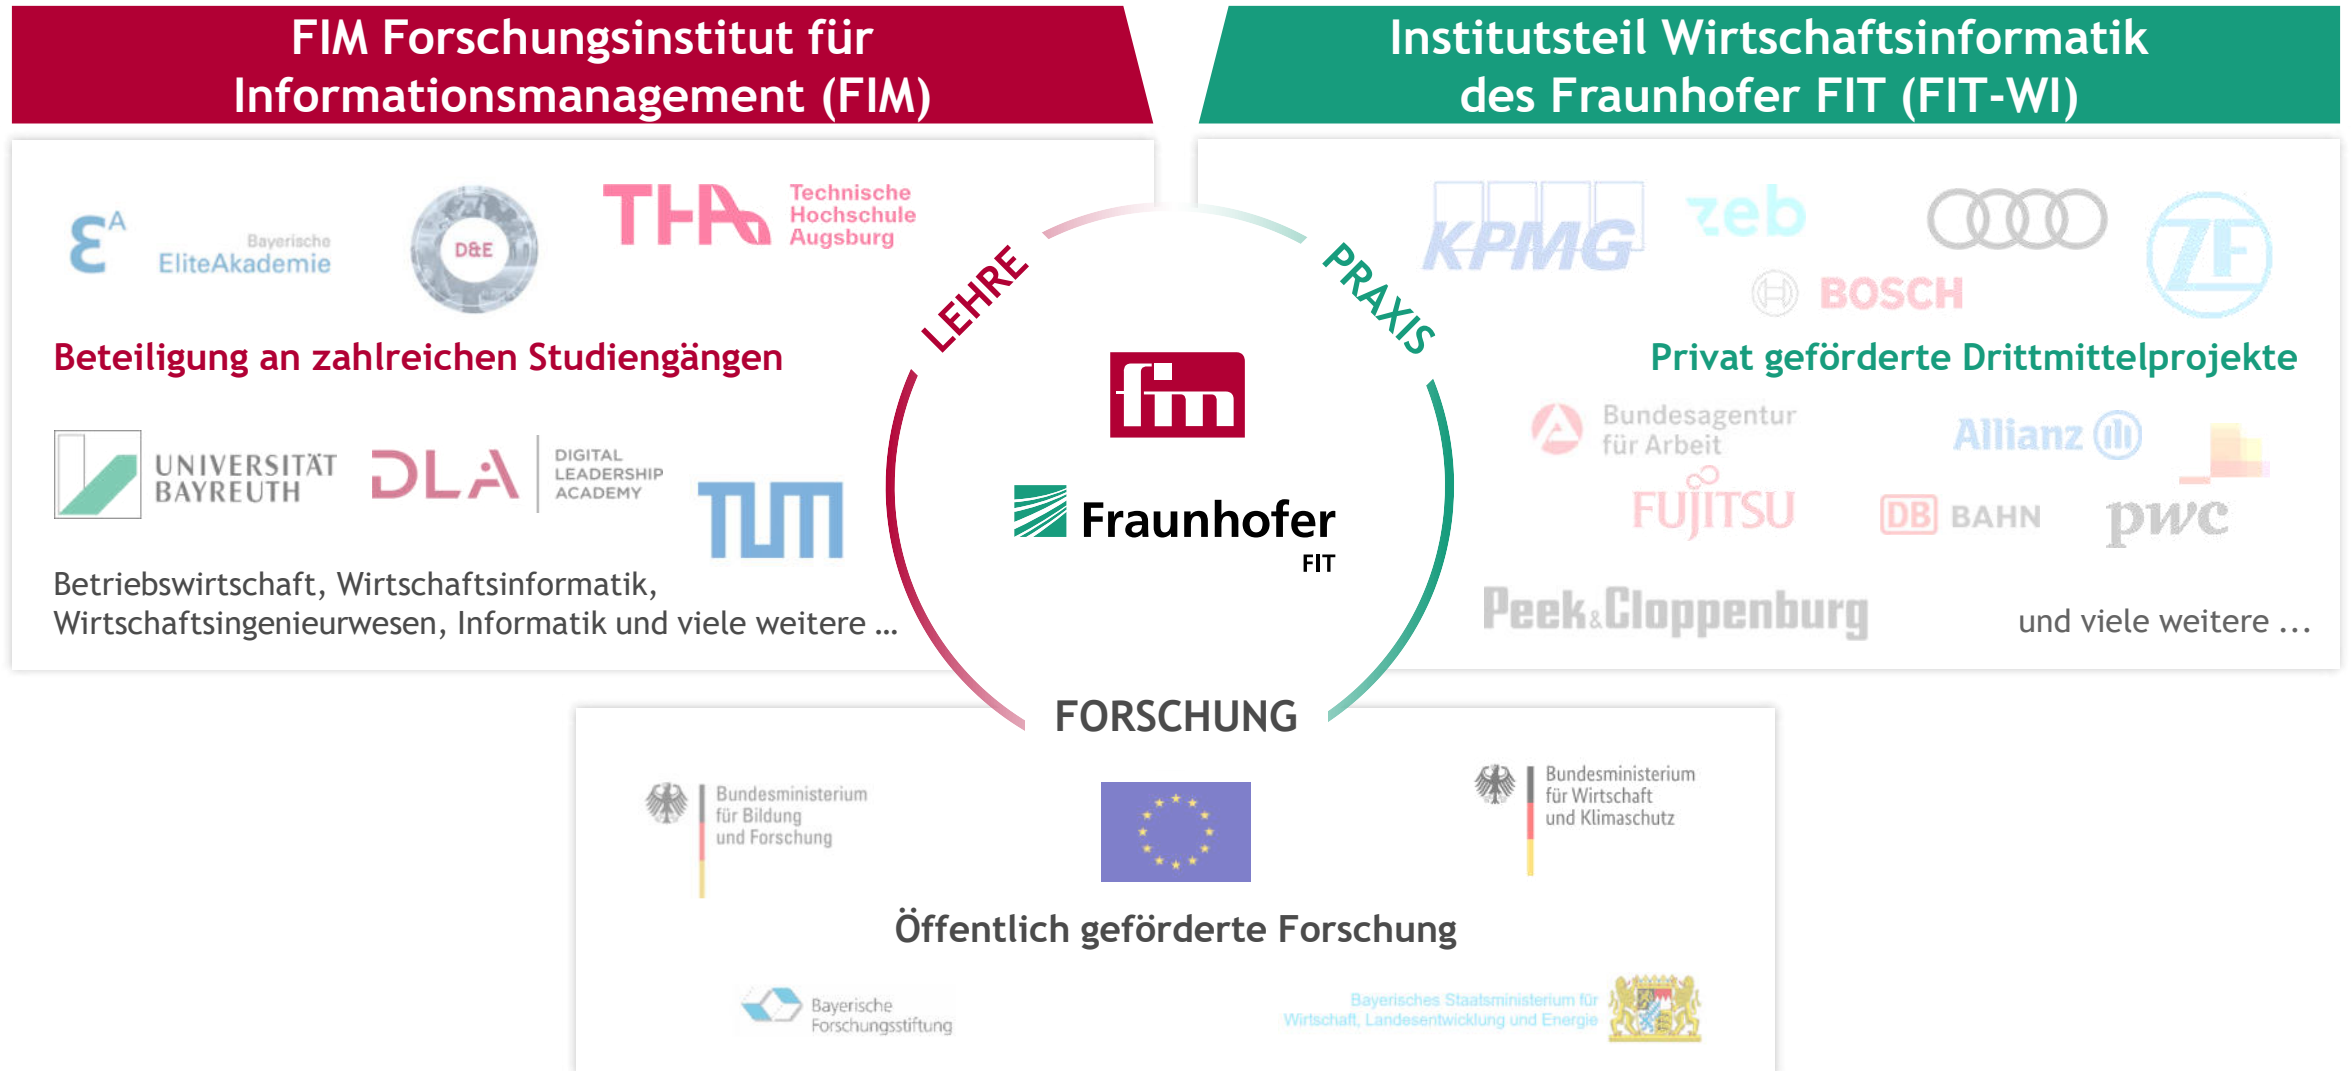 FIM Forschungsinstitut für
Informationsmanagement (FIM)
Institutsteil Wirtschaftsinformatik
des Fraunhofer FIT (FIT-WI)
εA
Bayerische
EliteAkademie
D&E
THA
Technische
Hochschule
Augsburg
Beteiligung an zahlreichen Studiengängen
UNIVERSITÄT
BAYREUTH
DLA
DIGITAL
LEADERSHIP
ACADEMY
TUM
Betriebswirtschaft, Wirtschaftsinformatik,
Wirtschaftsingenieurwesen, Informatik und viele weitere …
LEHRE
PRAXIS
fim
Fraunhofer
FIT
KPMG
zeb
ZF
BOSCH
Privat geförderte Drittmittelprojekte
Bundesagentur
für Arbeit
Allianz
FUJITSU
DB BAHN
pwc
Peek&Cloppenburg
und viele weitere ...
FORSCHUNG
Bundesministerium
für Bildung
und Forschung
Bundesministerium
für Wirtschaft
und Klimaschutz
Öffentlich geförderte Forschung
Bayerische
Forschungsstiftung
Bayerisches Staatsministerium für
Wirtschaft, Landesentwicklung und Energie